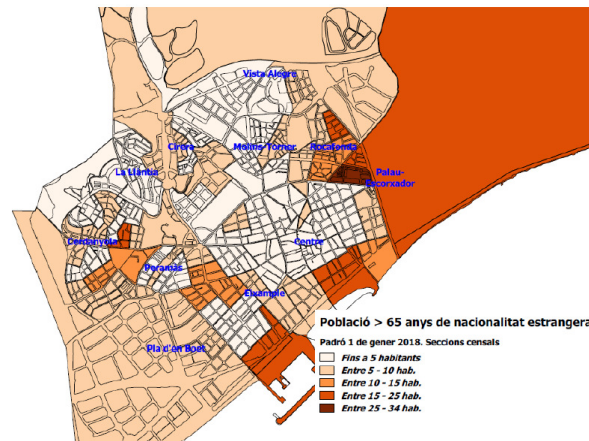 Vista Alegre
Cirera
Molins-Torner
Rocafonda
La Llàntia
Palau-
Escorxador
Cerdanyola
Centre
Peramàs
Eixample
Pla d'en Boet
Població > 65 anys de nacionalitat estrangera
Padró 1 de gener 2018. Seccions censals
Fins a 5 habitants
Entre 5 - 10 hab.
Entre 10 - 15 hab.
Entre 15 - 25 hab.
Entre 25 - 34 hab.